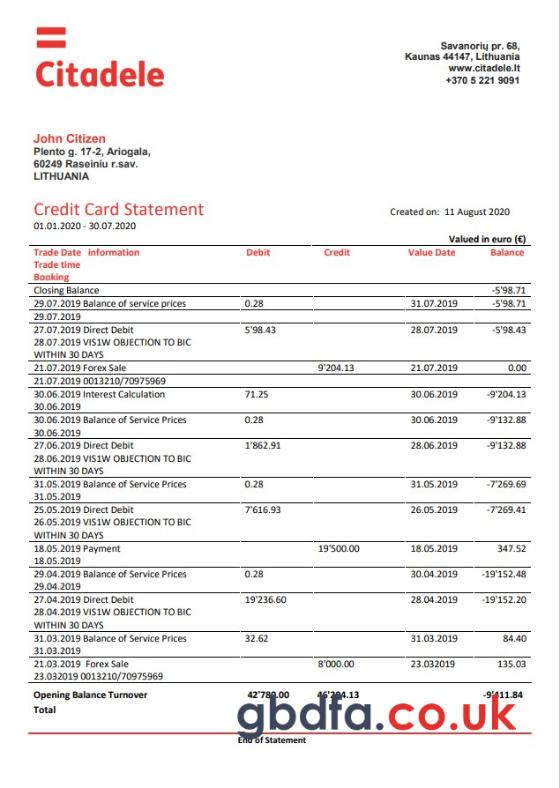 Citadele
Savanorių pr. 68,
Kaunas 44147, Lithuania
www.citadele.lt
+370 5 221 9091
John Citizen
Plento g. 17-2, Ariogala,
60249 Raseiniu r.sav.
LITHUANIA
Credit Card Statement
Created on: 11 August 2020
01.01.2020 - 30.07.2020
Valued in euro (€)
Trade Date information Debit Credit Value Date Balance
Trade time
Booking
Closing Balance -5'98.71
29.07.2019 Balance of service prices 0.28 31.07.2019 -5'98.71
29.07.2019
27.07.2019 Direct Debit 5'98.43 28.07.2019 -5'98.43
28.07.2019 VIS1W OBJECTION TO BIC
WITHIN 30 DAYS
21.07.2019 Forex Sale 9'204.13 21.07.2019 0.00
21.07.2019 0013210/70975969
30.06.2019 Interest Calculation 71.25 30.06.2019 -9'204.13
30.06.2019
30.06.2019 Balance of Service Prices 0.28 30.06.2019 -9'132.88
30.06.2019
27.06.2019 Direct Debit 1'862.91 28.06.2019 -9'132.88
28.06.2019 VIS1W OBJECTION TO BIC
WITHIN 30 DAYS
31.05.2019 Balance of Service Prices 0.28 31.05.2019 -7'269.69
31.05.2019
25.05.2019 Direct Debit 7'616.93 26.05.2019 -7'269.41
26.05.2019 VIS1W OBJECTION TO BIC
WITHIN 30 DAYS
18.05.2019 Payment 19'500.00 18.05.2019 347.52
18.05.2019
29.04.2019 Balance of Service Prices 0.28 30.04.2019 -19'152.48
29.04.2019
27.04.2019 Direct Debit 19'236.60 28.04.2019 -19'152.20
28.04.2019 VIS1W OBJECTION TO BIC
WITHIN 30 DAYS
31.03.2019 Balance of Service Prices 32.62 31.03.2019 84.40
31.03.2019
21.03.2019 Forex Sale 8'000.00 23.032019 135.03
23.032019 0013210/70975969
Opening Balance Turnover 42'789.00
Total
gbdfa.co.uk
End of Statement